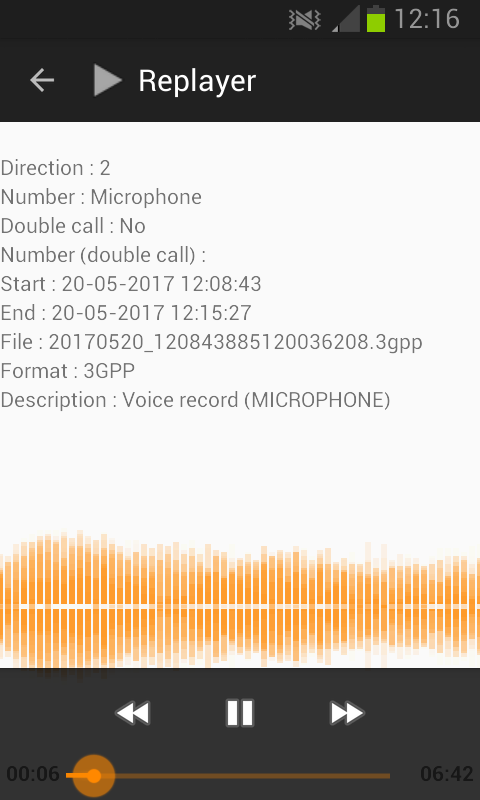 12:16
Replayer
Direction : 2
Number : Microphone
Double call : No
Number (double call) :
Start : 20-05-2017 12:08:43
End : 20-05-2017 12:15:27
File : 20170520_120843885120036208.3gpp
Format : 3GPP
Description : Voice record (MICROPHONE)
00:06 06:42